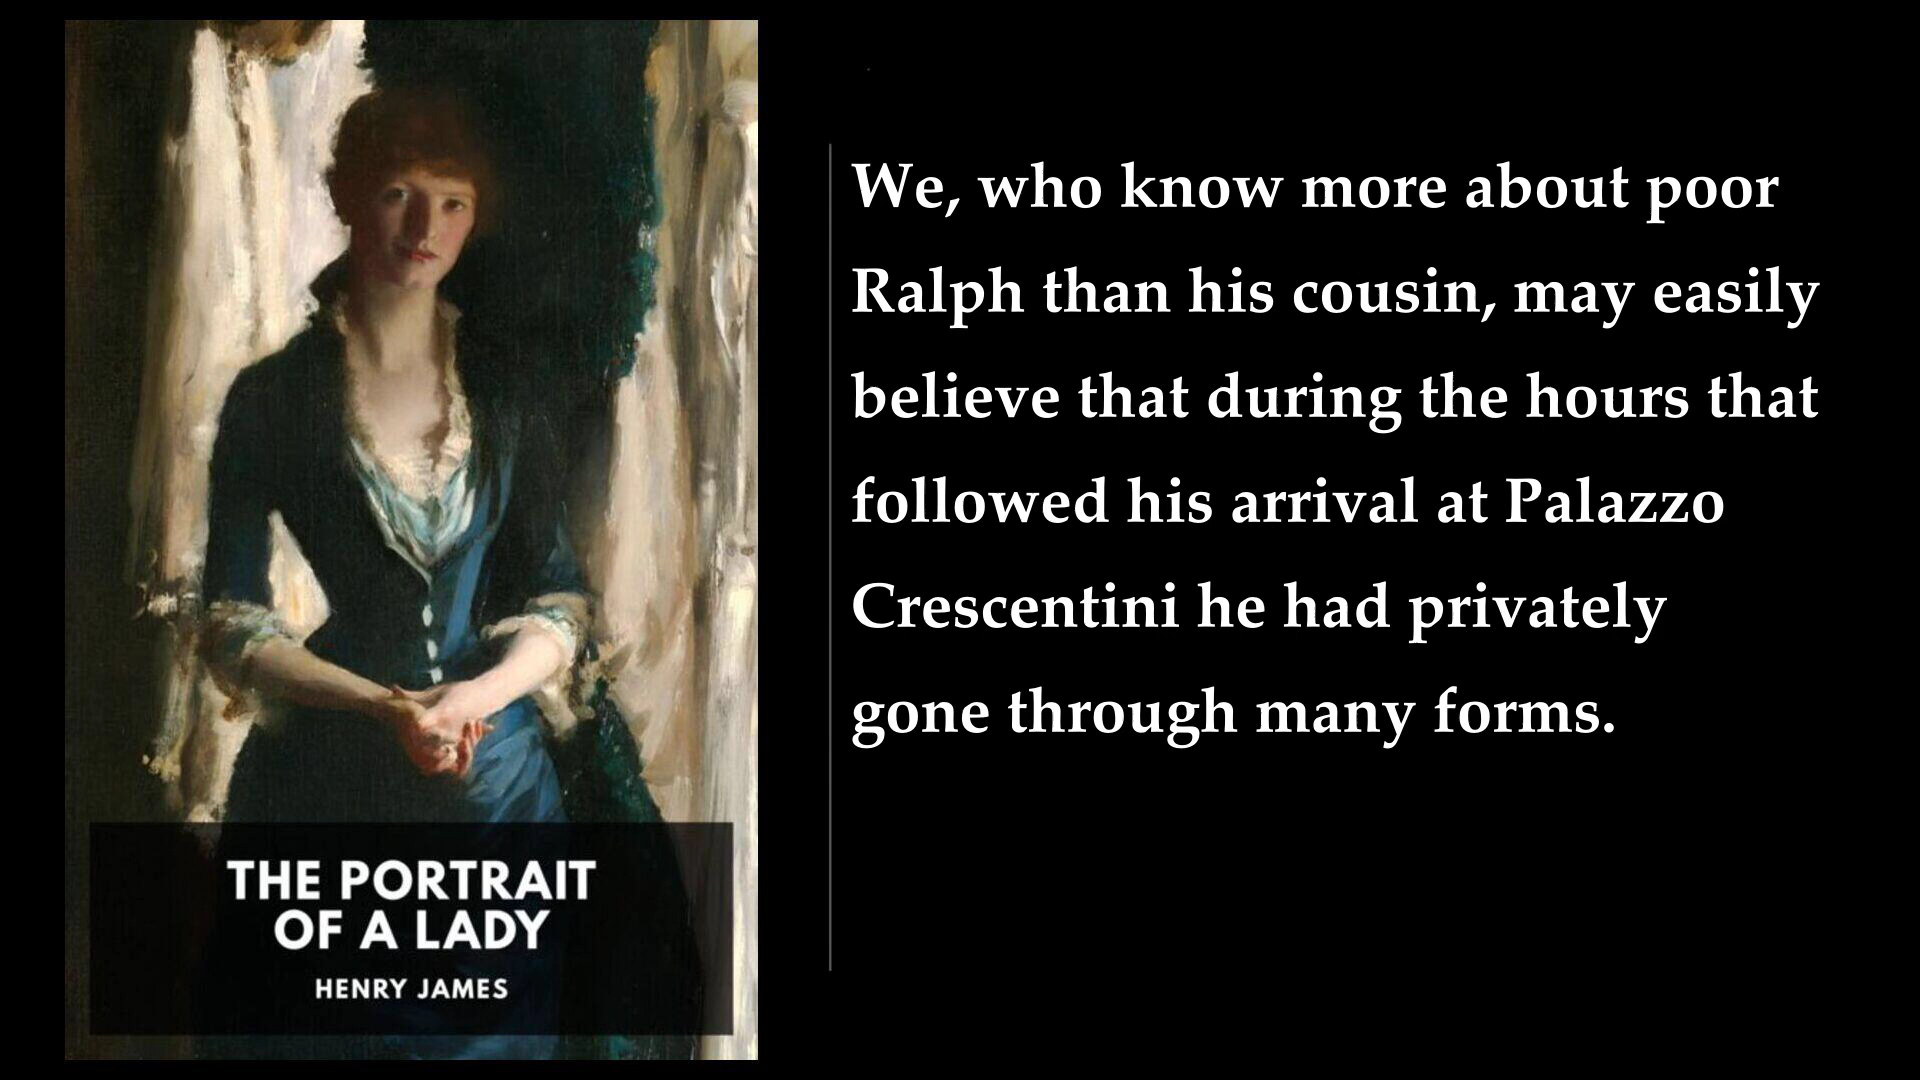 We, who know more about poor
Ralph than his cousin, may easily
believe that during the hours that
followed his arrival at Palazzo
Crescentini he had privately
gone through many forms.
THE PORTRAIT
OF A LADY
HENRY JAMES